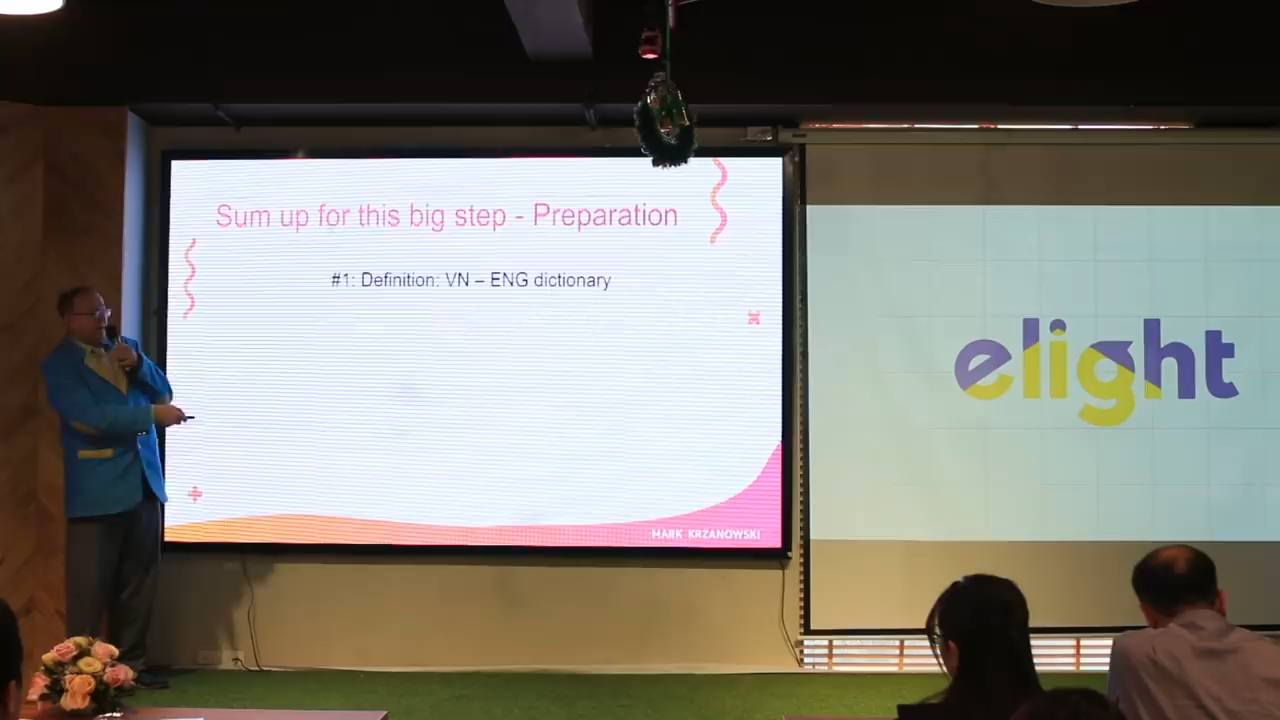 Sum up for this big step - Preparation
#1: Definition: VN – ENG dictionary
MARK KRZANOWSKI
elight